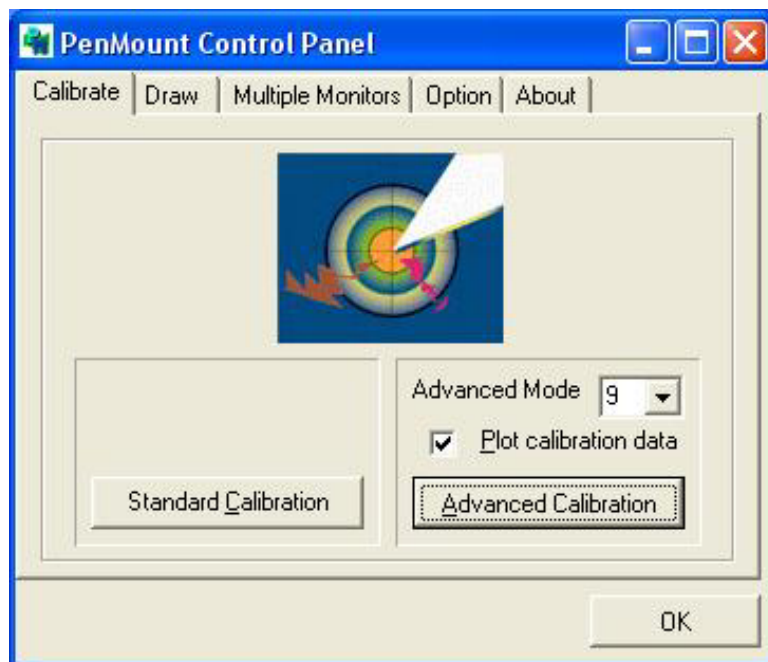 PenMount Control Panel
Calibrate Draw Multiple Monitors Option About
Advanced Mode 9
Plot calibration data
Standard Calibration Advanced Calibration
OK